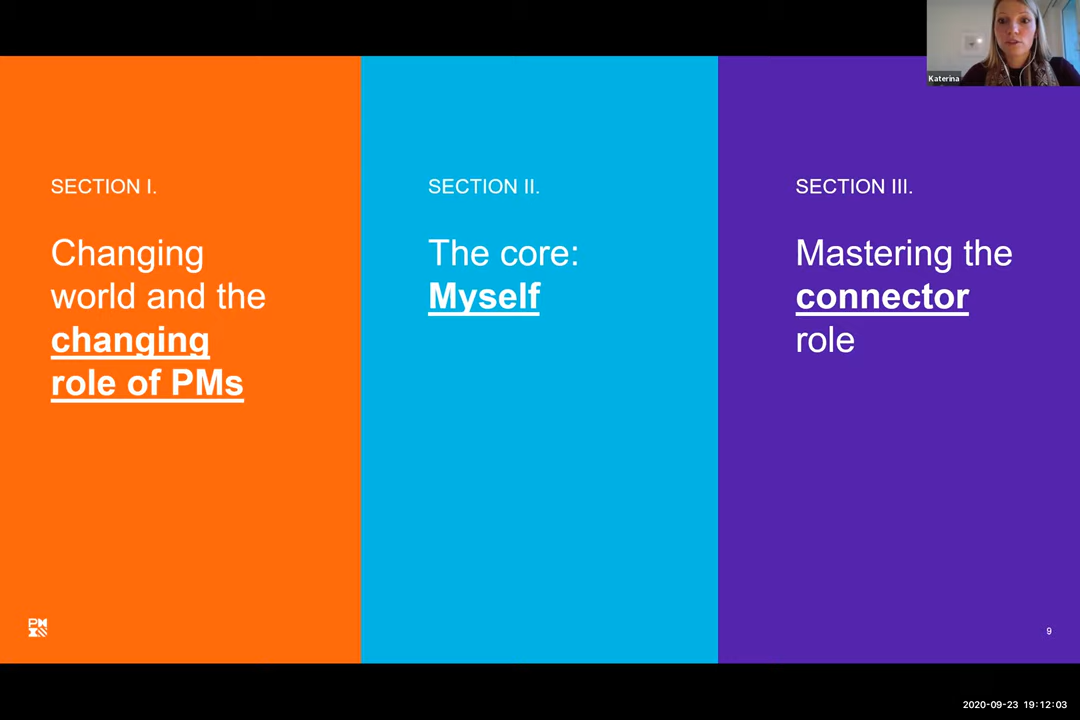 Katerina
SECTION I.
Changing
world and the
changing
role of PMs
SECTION II.
The core:
Myself
SECTION III.
Mastering the
connector
role
9
2020-09-23 19:12:03